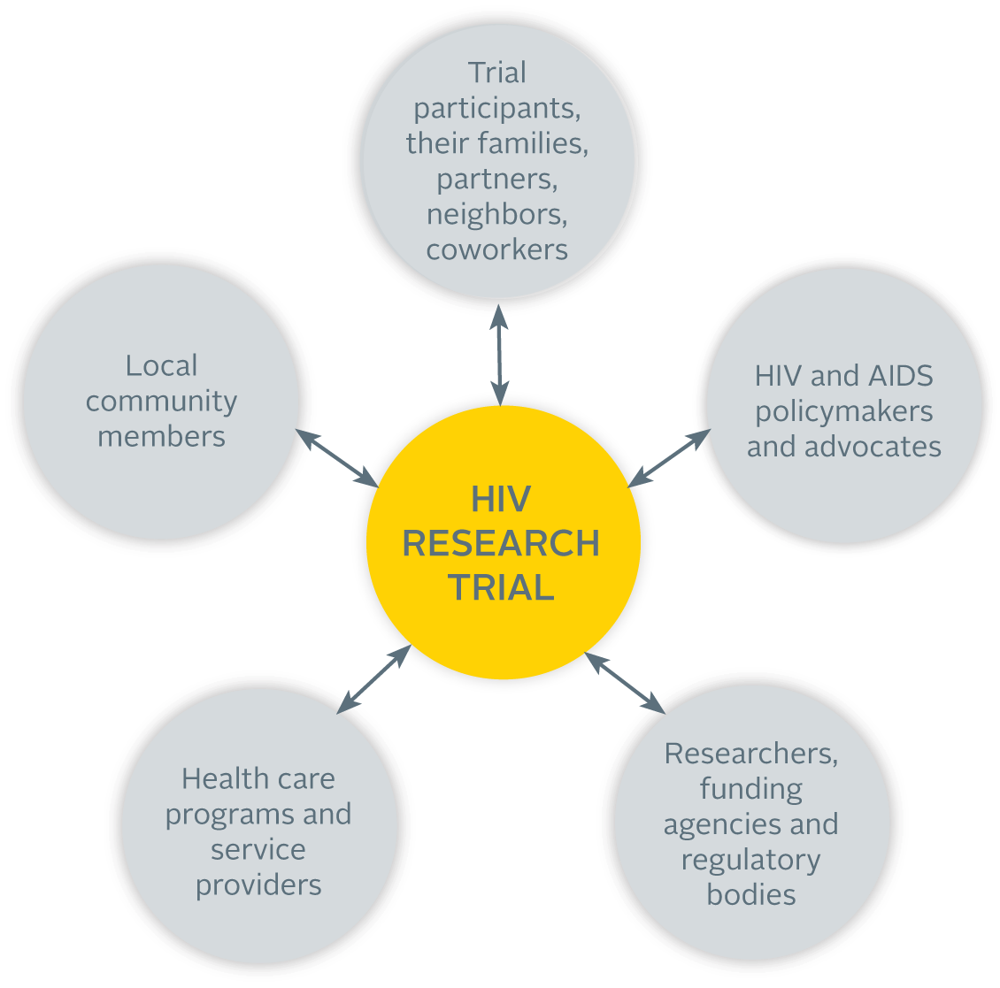 Trial
participants,
their families,
partners,
neighbors,
coworkers
Local
community
members
HIV and AIDS
policymakers
and advocates
HIV
RESEARCH
TRIAL
Health care
programs and
service
providers
Researchers,
funding
agencies and
regulatory
bodies